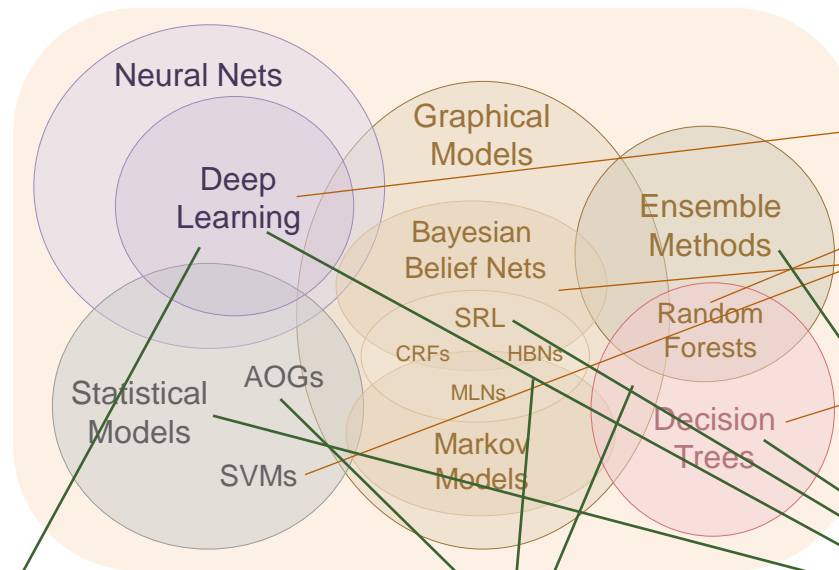 Neural Nets
Deep
Learning
Graphical
Models
Bayesian
Belief Nets
SRL
CRFs
HBNs
MLNs
Markov
Models
Ensemble
Methods
Random
Forests
Decision
Trees
Statistical
Models
AOGs
SVMs